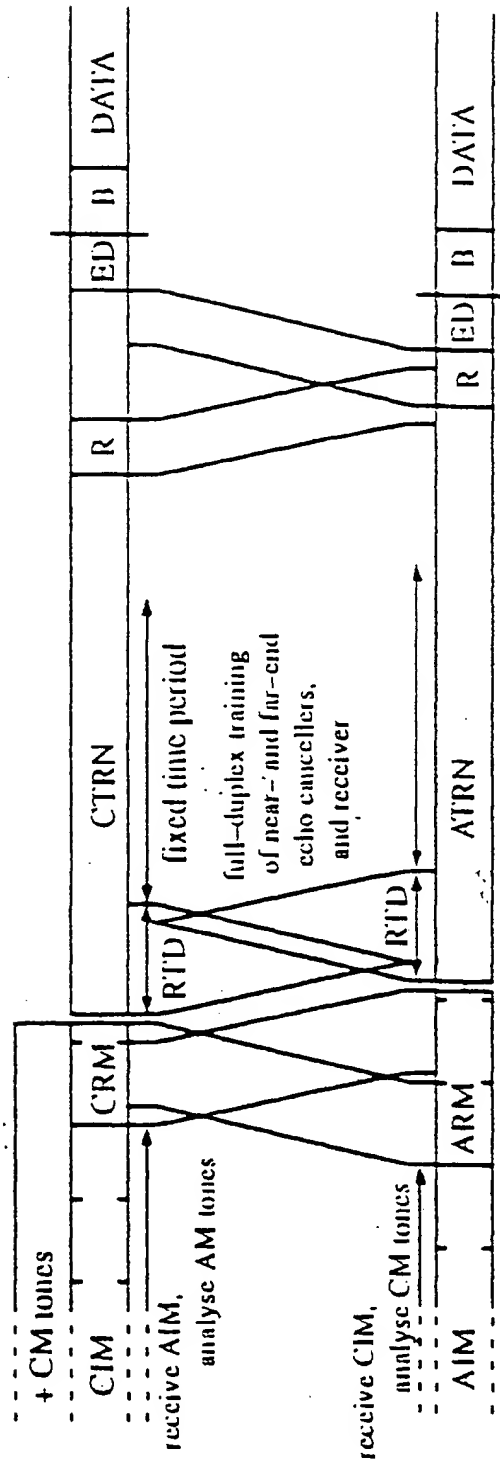 + CM tones
CIM
CRM
CTRN
R
ED
B
DATA
receive AIM,
analyse AM tones
RTD
fixed time period
full-duplex training
of near- and far-end
echo cancellers,
and receiver
receive CIM,
analyse CM tones
RTD
AIM
ARM
ATRN
R
ED
B
DATA